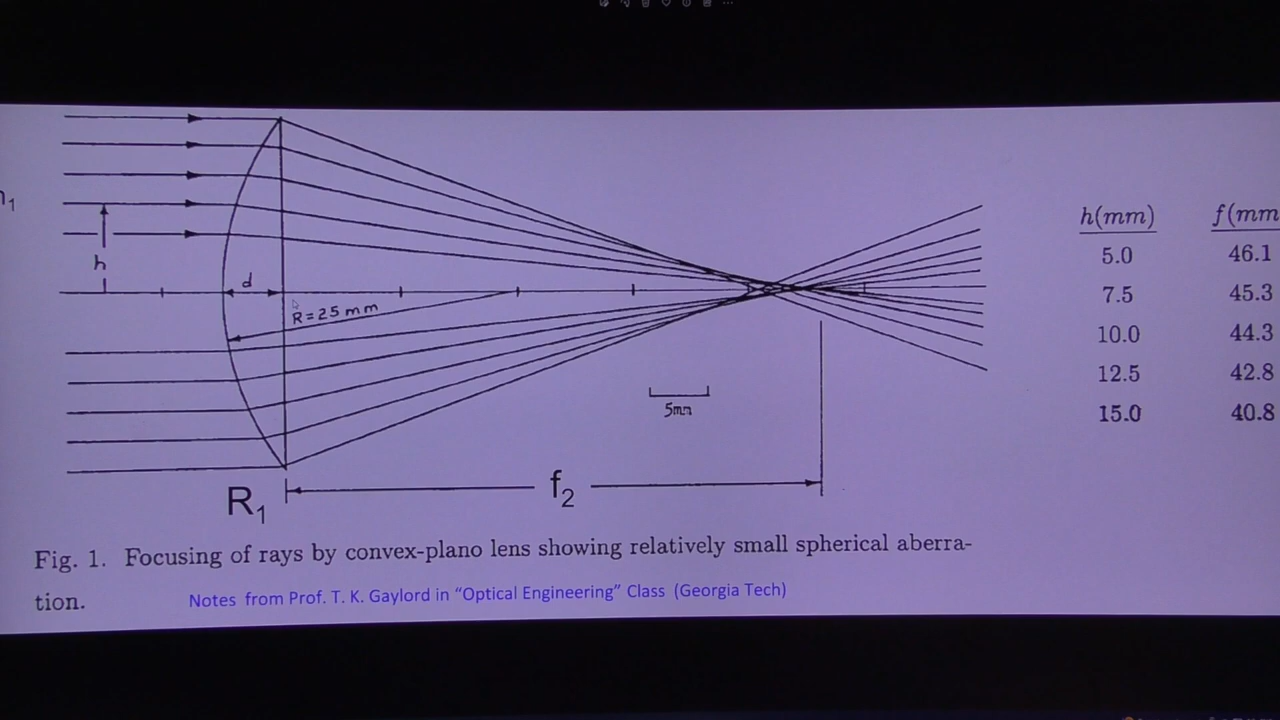 n₁
h
d
R = 25 mm
5mm
R₁
f₂
h(mm) f(mm
5.0 46.1
7.5 45.3
10.0 44.3
12.5 42.8
15.0 40.8
Fig. 1. Focusing of rays by convex-plano lens showing relatively small spherical aberra-
tion.
Notes from Prof. T. K. Gaylord in “Optical Engineering” Class (Georgia Tech)